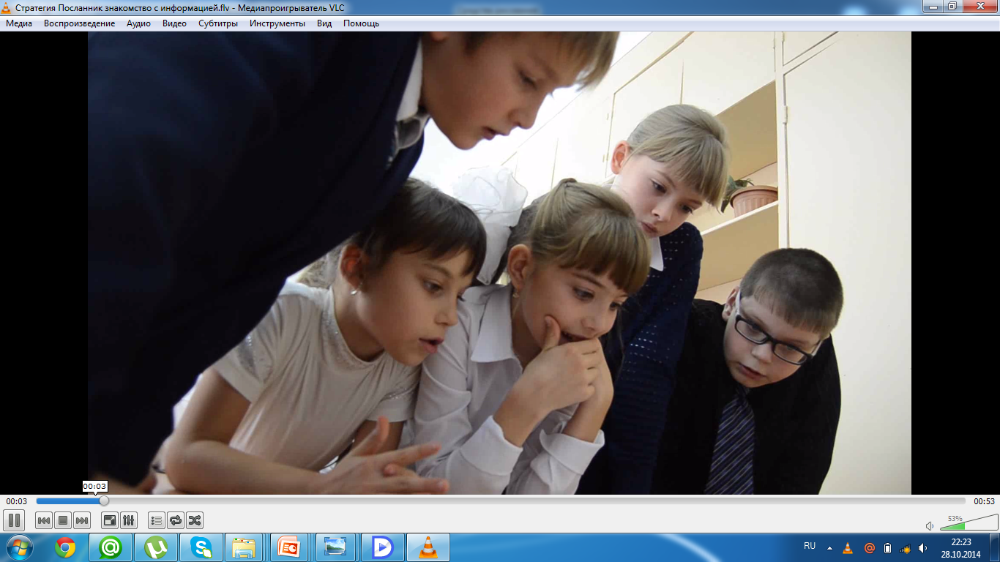 Стратегия Посланник знакомство с информацией.flv - Медиапроигрыватель VLC
Медиа Воспроизведение Аудио Видео Субтитры Инструменты Вид Помощь
00:03
00:03 00:53
53%
RU 22:23
28.10.2014